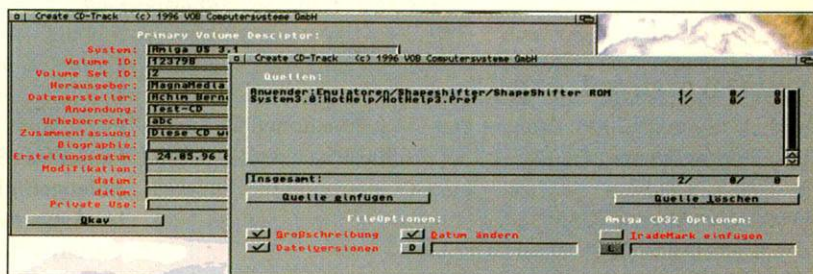 Create CD-Track (c) 1996 VOB Computersysteme GmbH
Primary Volume Descriptor:
System: Amiga OS 3.1
Volume ID: 123798
Volume Set ID: 2
Herausgeber: MagnaMedia
Datenersteller: Achim Bern
Anwendung: Test-CD
Urheberrecht: abc
Zusammenfassung: Diese CD w
Biographie:
Erstellungsdatum: 24.05.96
Modifikation:
datum:
datum:
Private Use:
Okay
Create CD-Track (c) 1996 VOB Computersysteme GmbH
Quellen:
Anwender:Emulatoren/Shapeshifter/ShapeShifter ROM 1/ 0/ 0
System3.0:HotHelp/HotHelp3.Pref 1/ 0/ 0
Insgesamt: 2/ 0/ 0
Quelle einfügen
Quelle löschen
FileOptionen:
Amiga CD32 Optionen:
Großschreibung
Datum ändern
TradeMark einfügen
Dateiversionen
D
L